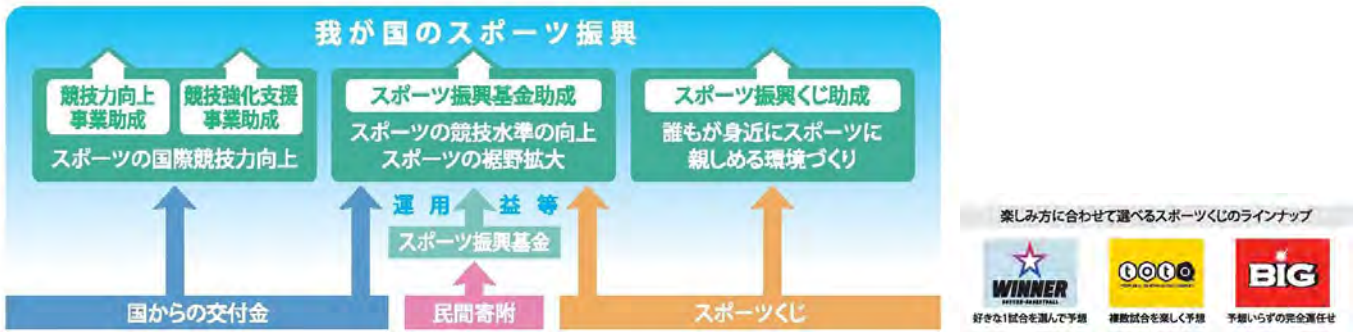 我が国のスポーツ振興
競技力向上
事業助成
競技強化支援
事業助成
スポーツの国際競技力向上
スポーツ振興基金助成
スポーツの競技水準の向上
スポーツの裾野拡大
スポーツ振興くじ助成
誰もが身近にスポーツに
親しめる環境づくり
運用益等
スポーツ振興基金
国からの交付金
民間寄附
スポーツくじ
楽しみ方に合わせて選べるスポーツくじのラインナップ
WINNER
toto
BIG
好きな1試合を選んで予想
複数試合を楽しく予想
予想いらずの完全運任せ